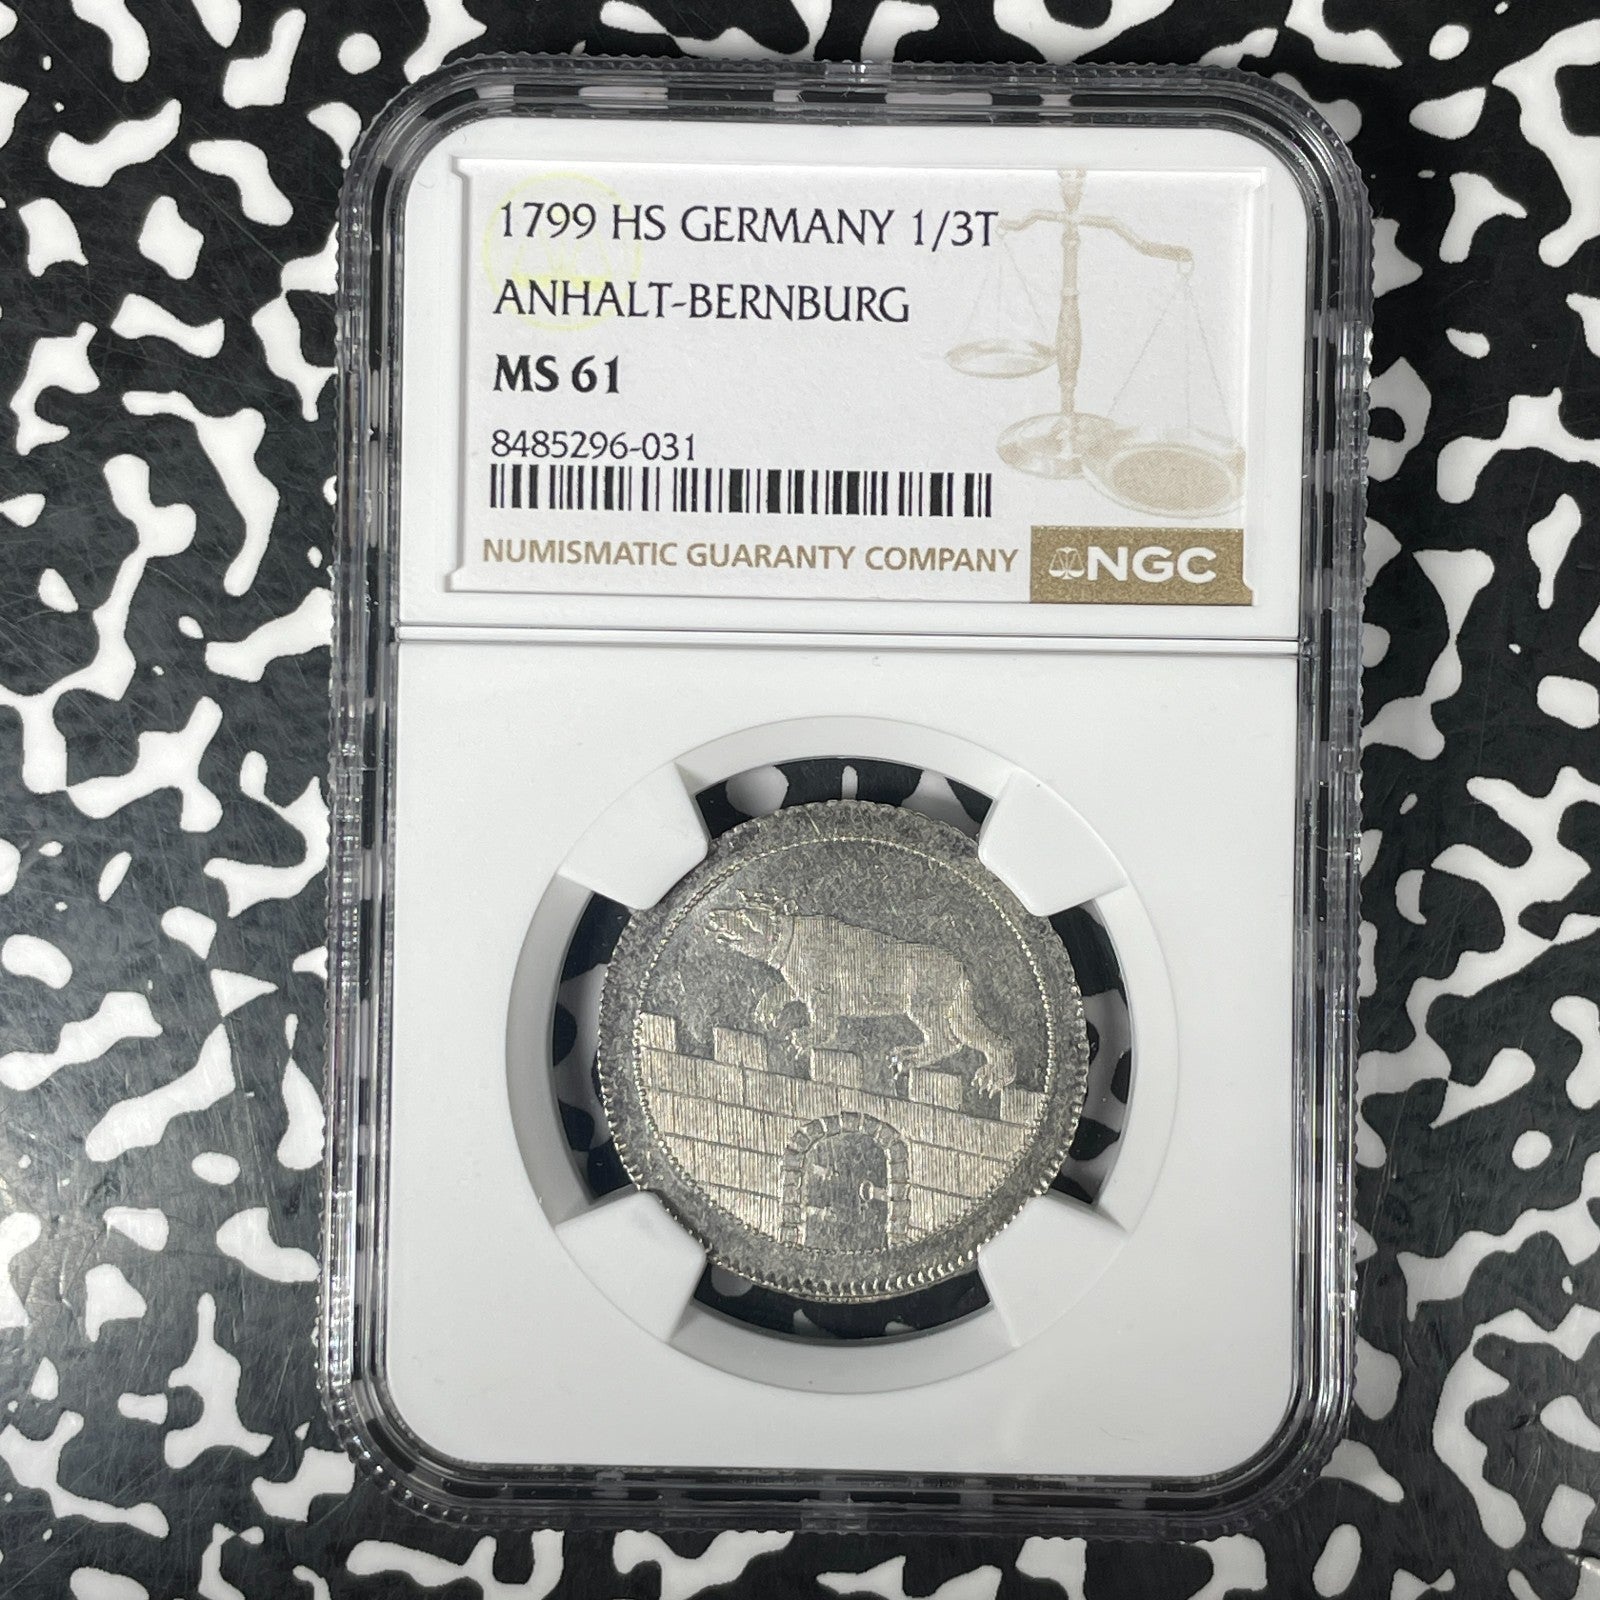 1799 HS GERMANY 1/3T
ANHALT-BERNBURG
MS 61
8485296-031
NUMISMATIC GUARANTY COMPANY NGC